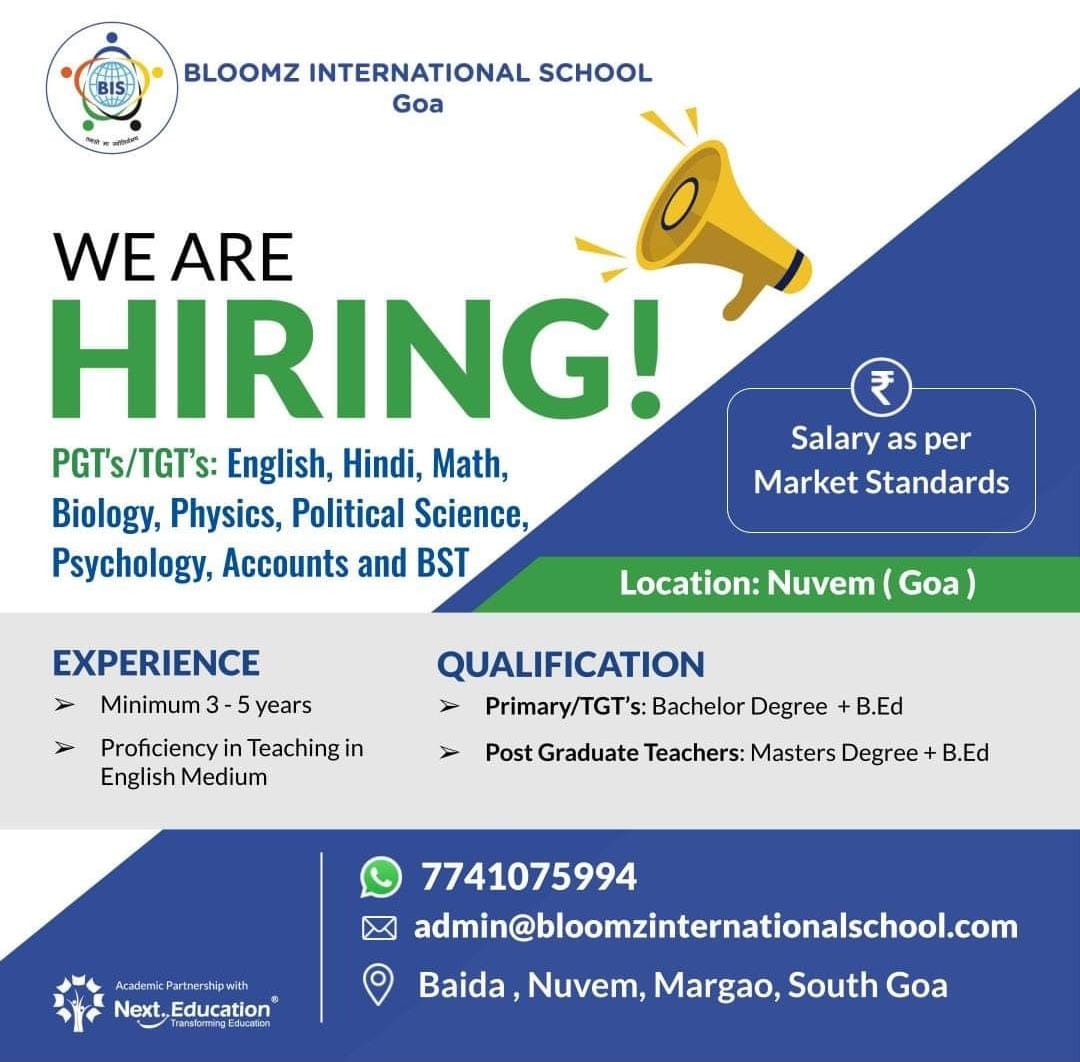 BIS
BLOOMZ INTERNATIONAL SCHOOL
Goa
WE ARE
HIRING!
PGT's/TGT's: English, Hindi, Math,
Biology, Physics, Political Science,
Psychology, Accounts and BST
₹
Salary as per
Market Standards
Location: Nuvem ( Goa )
EXPERIENCE
➢ Minimum 3 - 5 years
➢ Proficiency in Teaching in
English Medium
QUALIFICATION
➢ Primary/TGT's: Bachelor Degree + B.Ed
➢ Post Graduate Teachers: Masters Degree + B.Ed
7741075994
admin@bloomzinternationalschool.com
Baida , Nuvem, Margao, South Goa
Academic Partnership with
Next Education®
Transforming Education